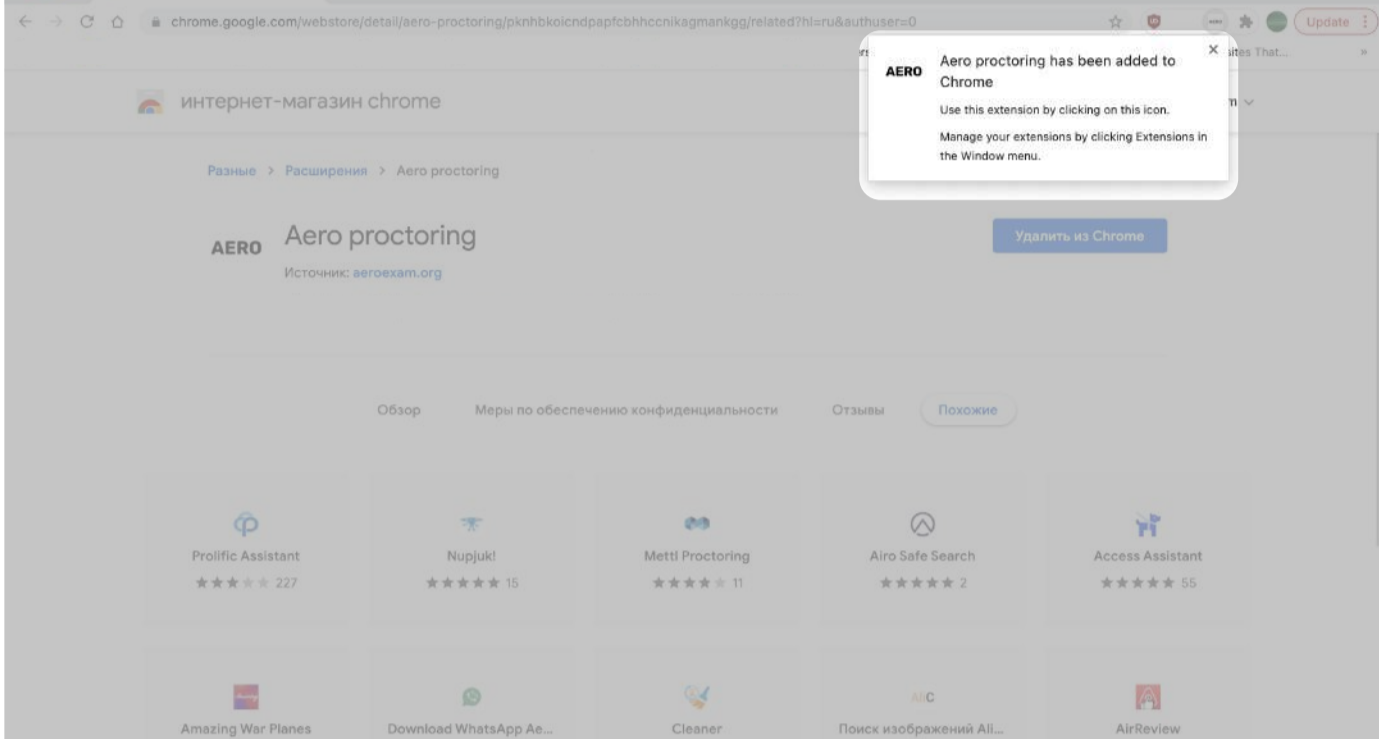 chrome.google.com/webstore/detail/aero-proctoring/pknhbkoicndpapfcbhhccnikagmankgg/related?hl=ru&authuser=0
Update
AERO
Aero proctoring has been added to
Chrome
Use this extension by clicking on this icon.
Manage your extensions by clicking Extensions in
the Window menu.
ites That...
интернет-магазин chrome
Разные > Расширения > Aero proctoring
AERO
Aero proctoring
Источник: aeroexam.org
Удалить из Chrome
Обзор
Меры по обеспечению конфиденциальности
Отзывы
Похожие
Prolific Assistant
227
Nupjuk!
15
Mettl Proctoring
11
Airo Safe Search
2
Access Assistant
55
Amazing War Planes
Download WhatsApp Ae...
Cleaner
AliC
Поиск изображений Ali...
AirReview